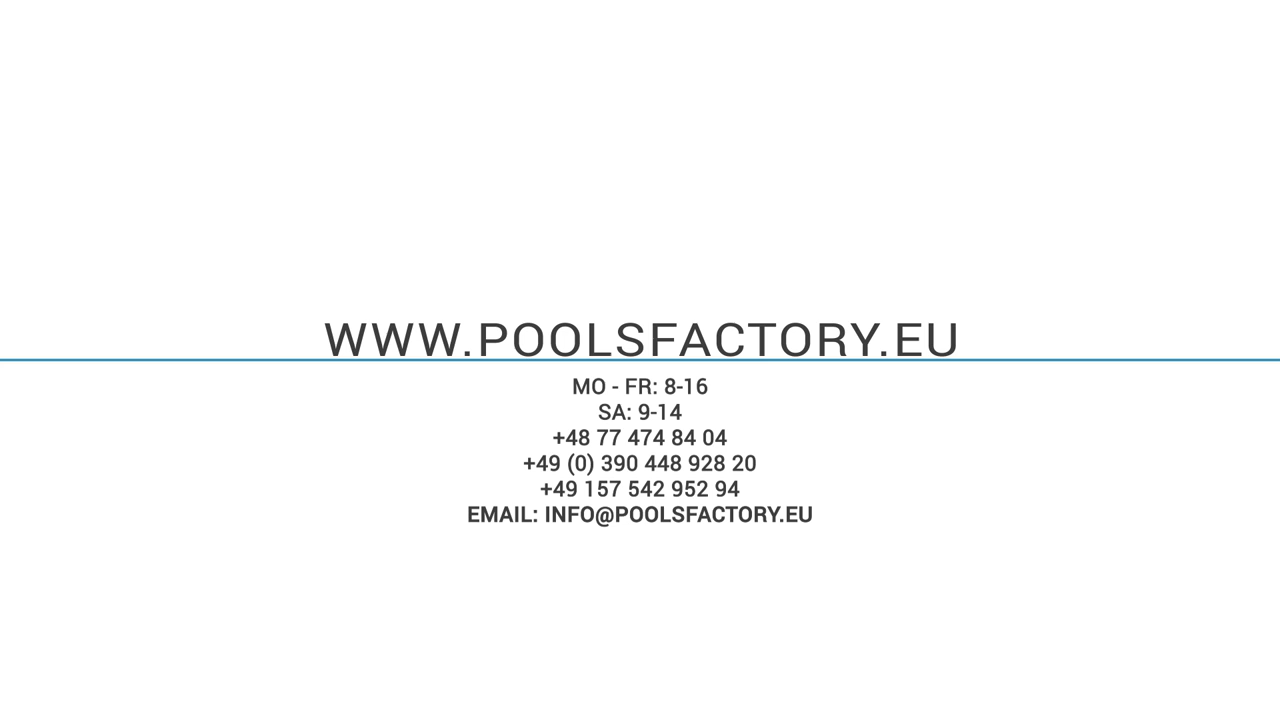 WWW.POOLSFACTORY.EU
MO - FR: 8-16
SA: 9-14
+48 77 474 84 04
+49 (0) 390 448 928 20
+49 157 542 952 94
EMAIL: INFO@POOLSFACTORY.EU